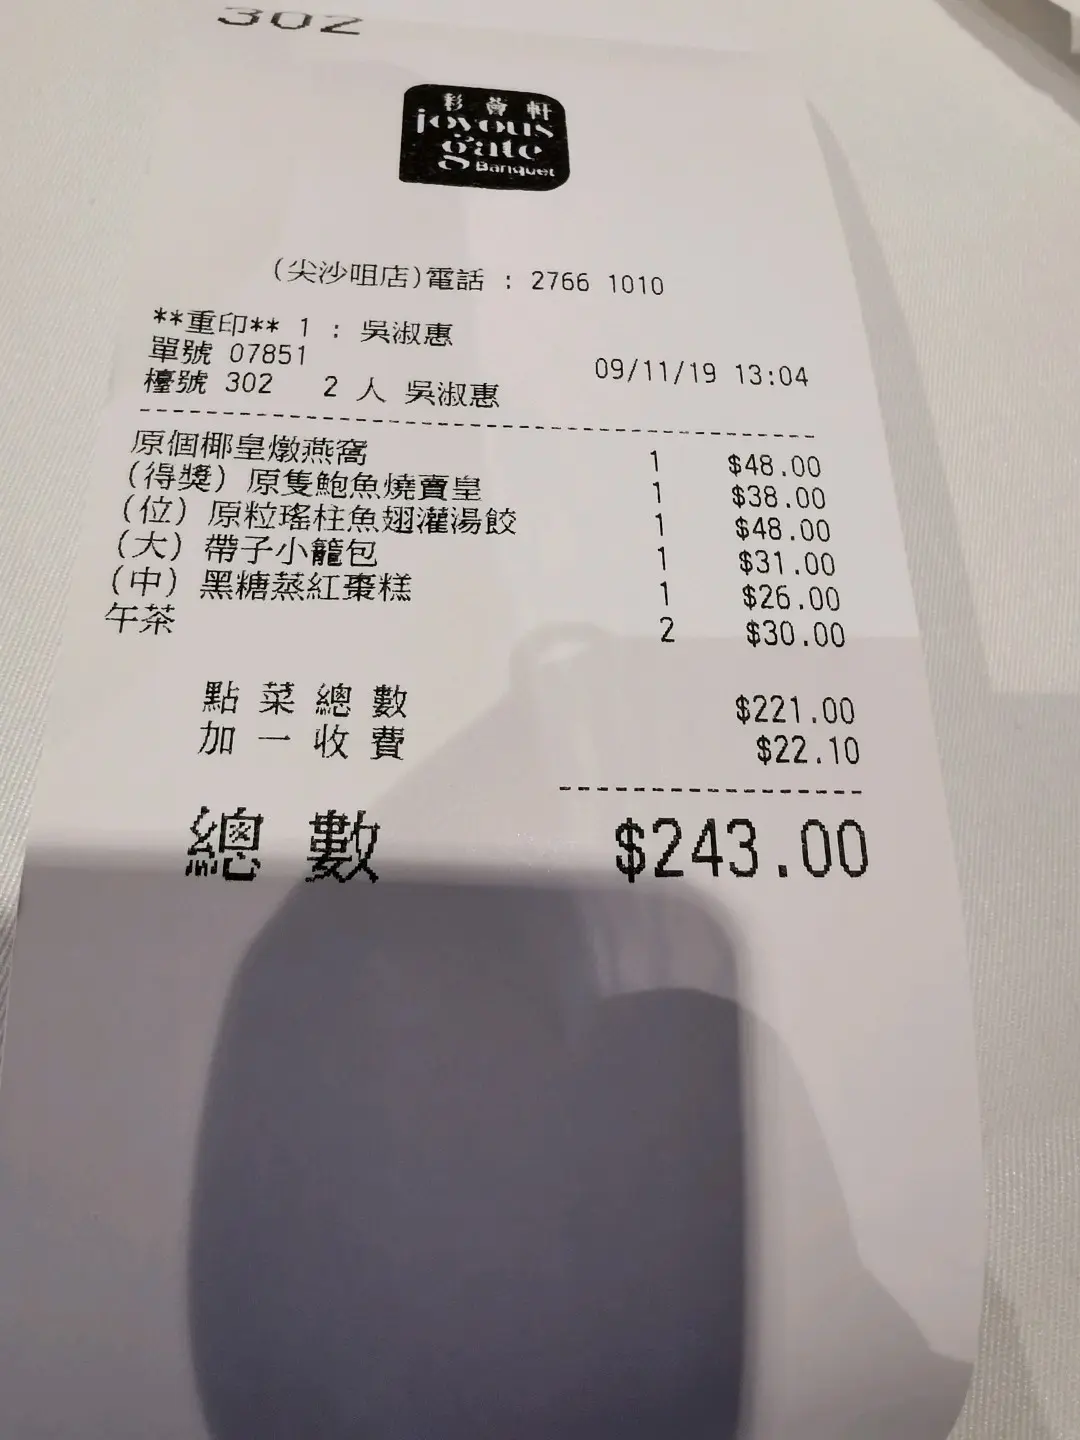 302
彩薈軒
joyous
gate
Banquet
(尖沙咀店)電話 : 2766 1010
**重印** 1 : 吳淑惠
單號 07851 09/11/19 13:04
檯號 302 2 人 吳淑惠
原個椰皇燉燕窩 1 $48.00
(得獎) 原隻鮑魚燒賣皇 1 $38.00
(位) 原粒瑤柱魚翅灌湯餃 1 $48.00
(大) 帶子小籠包 1 $31.00
(中) 黑糖蒸紅棗糕 1 $26.00
午茶 2 $30.00
點菜總數 $221.00
加一收費 $22.10
總數 $243.00